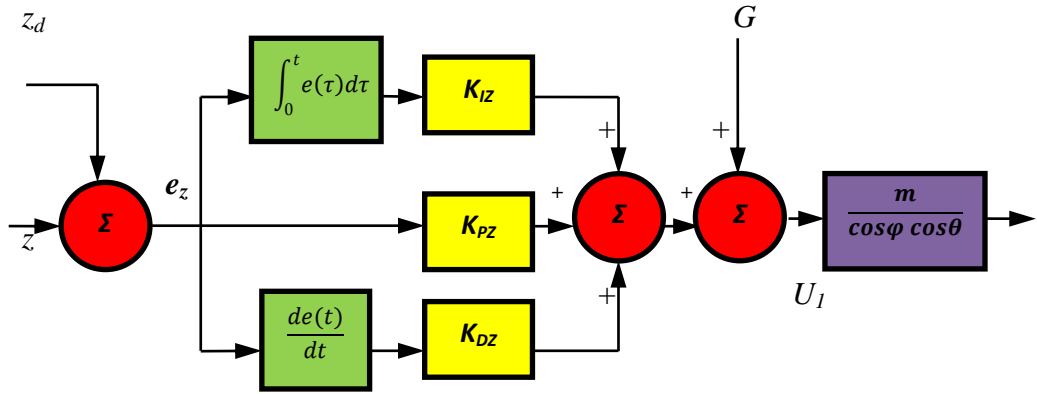 z_d
G
∫_0^t e(τ)dτ
K_IZ
+
+
e_z
z
Σ
K_PZ
+
Σ
+
Σ
m
cosφ cosθ
de(t)
dt
K_DZ
+
U_1